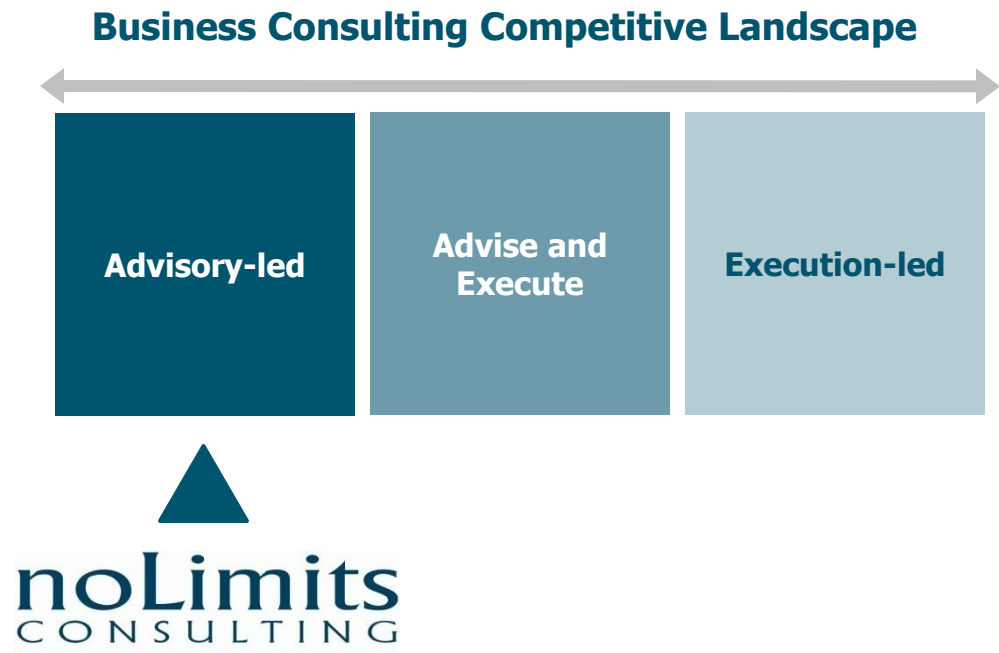 Business Consulting Competitive Landscape
Advisory-led
Advise and
Execute
Execution-led
noLimits
CONSULTING